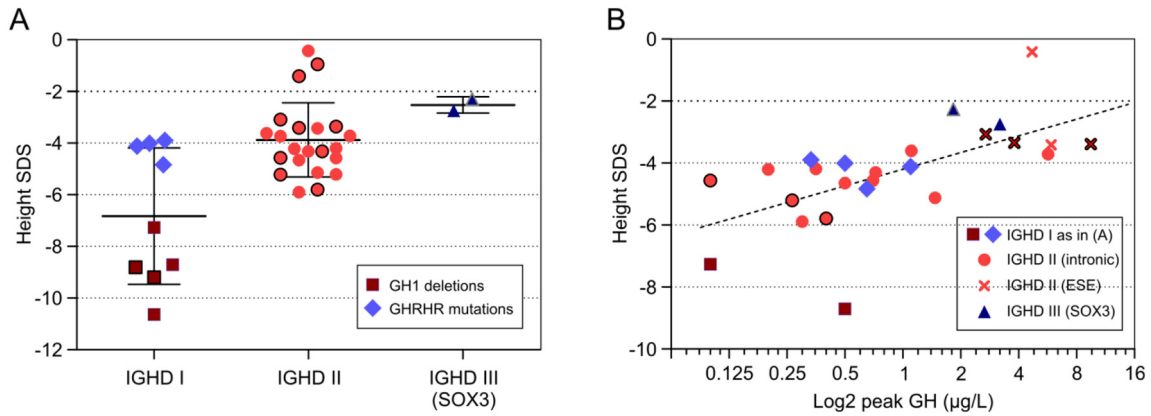 A
0
-2
-4
-6
-8
-10
-12
Height SDS
GH1 deletions
GHRHR mutations
IGHD I
IGHD II
IGHD III
(SOX3)
B
0
-2
-4
-6
-8
-10
Height SDS
IGHD I as in (A)
IGHD II (intronic)
IGHD II (ESE)
IGHD III (SOX3)
0.125
0.25
0.5
1
2
4
8
16
Log2 peak GH (µg/L)